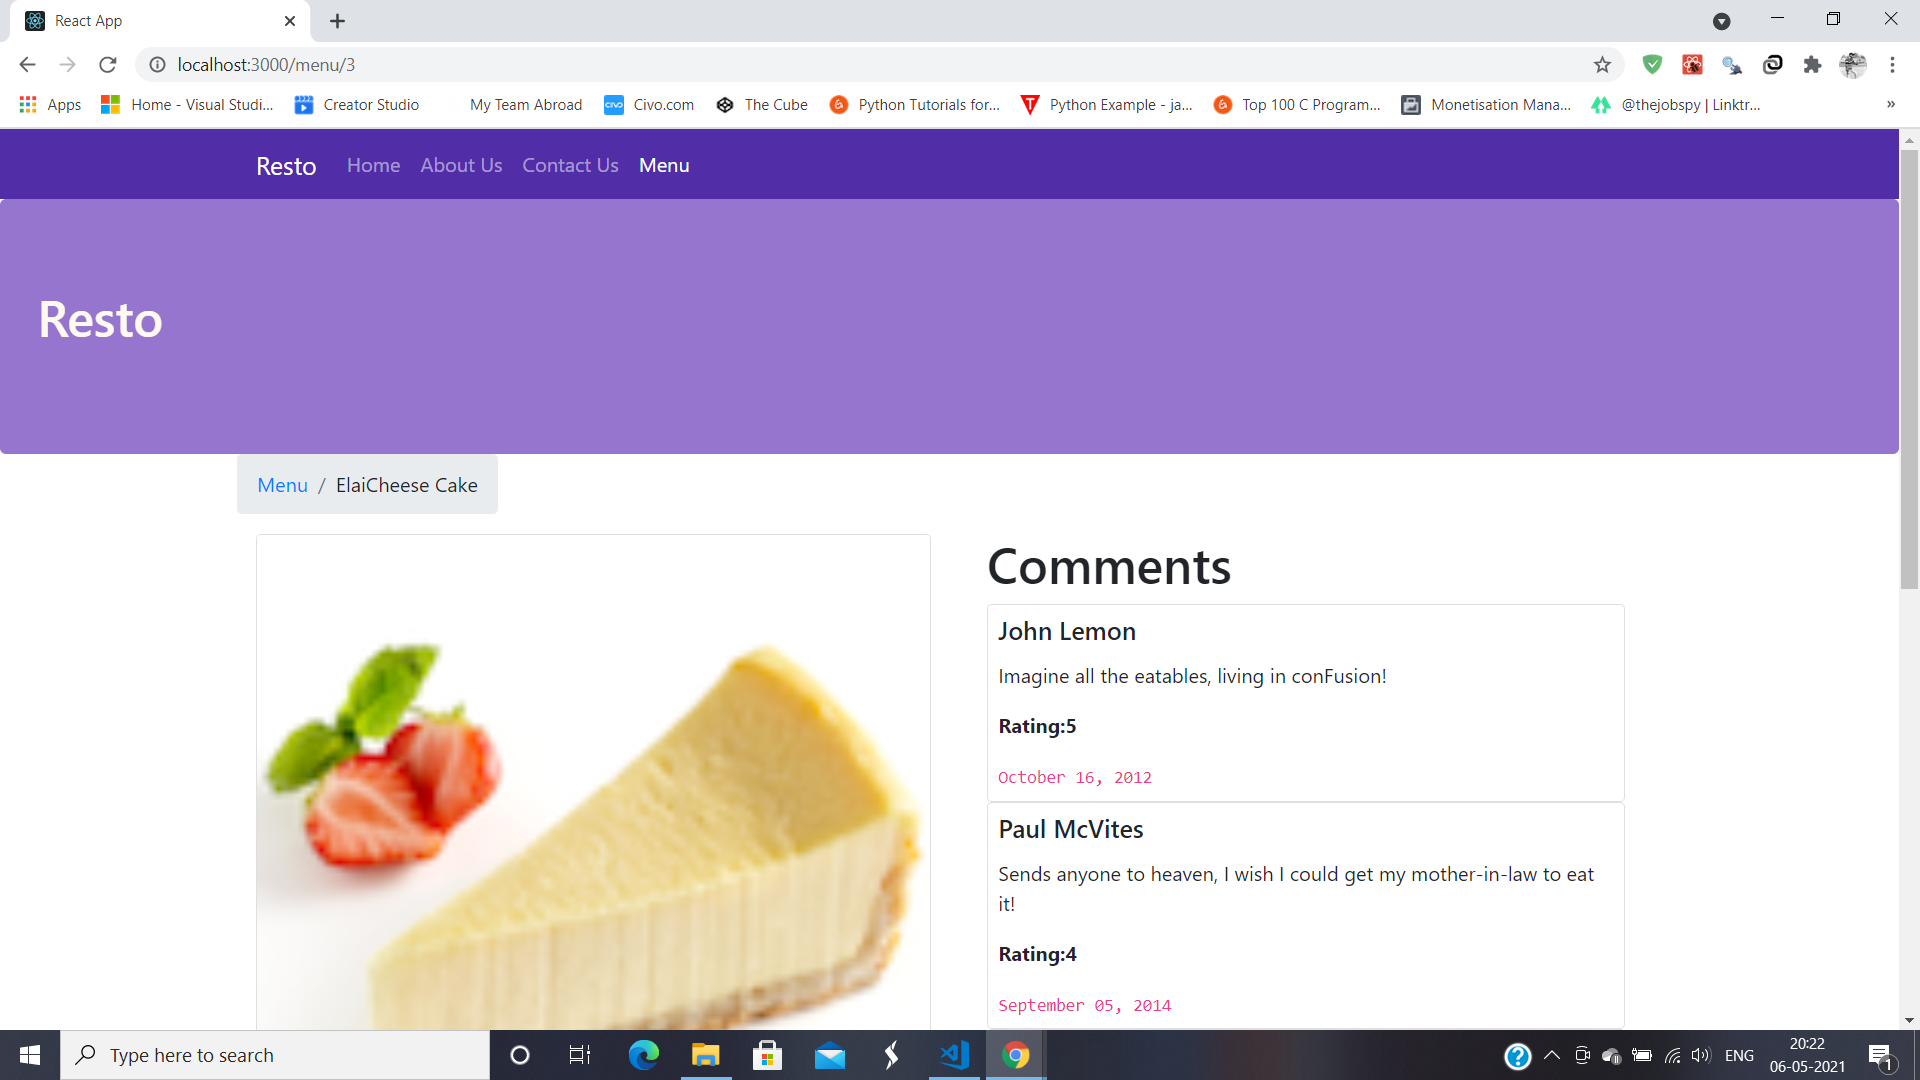 React App
localhost:3000/menu/3
Apps
Home - Visual Studi...
Creator Studio
My Team Abroad
Civo.com
The Cube
Python Tutorials for...
Python Example - ja...
Top 100 C Program...
Monetisation Mana...
@thejobspy | Linktr...
»
Resto Home About Us Contact Us Menu
Resto
Menu / ElaiCheese Cake
Comments
John Lemon
Imagine all the eatables, living in conFusion!
Rating:5
October 16, 2012
Paul McVites
Sends anyone to heaven, I wish I could get my mother-in-law to eat
it!
Rating:4
September 05, 2014
Type here to search
ENG
20:22
06-05-2021
1